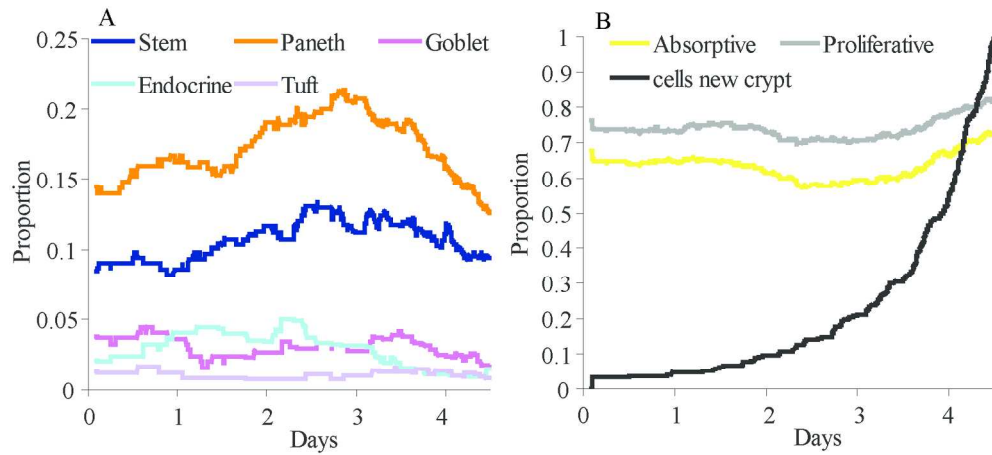 A
0.25
Stem Paneth Goblet
Endocrine Tuft
0.2
0.15
0.1
0.05
0
Proportion
0 1 2 3 4
Days
B
1
Absorptive Proliferative
0.9
cells new crypt
0.8
0.7
0.6
0.5
0.4
0.3
0.2
0.1
0
Proportion
0 1 2 3 4
Days